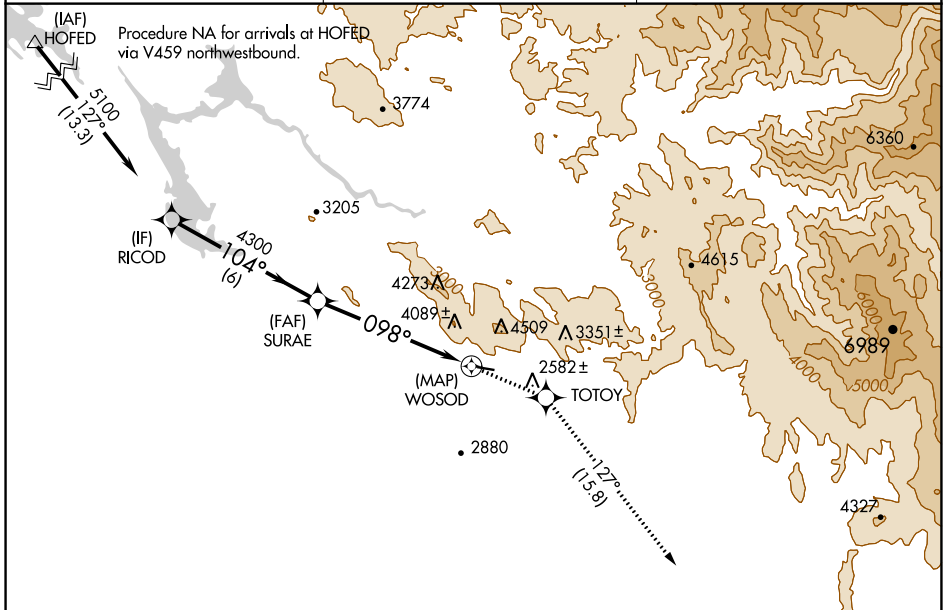 (IAF)
HOFED
Procedure NA for arrivals at HOFED
via V459 northwestbound.
5100
127°
(13.3)
3774
6360
3205
(IF)
RICOD
4300
104°
(6)
4615
3000
4273
3000
(FAF)
SURAE
098°
4089±
4509
3351±
6000
6989
4000
5000
2582±
(MAP)
WOSOD
TOTOY
2880
127°
(15.8)
4327